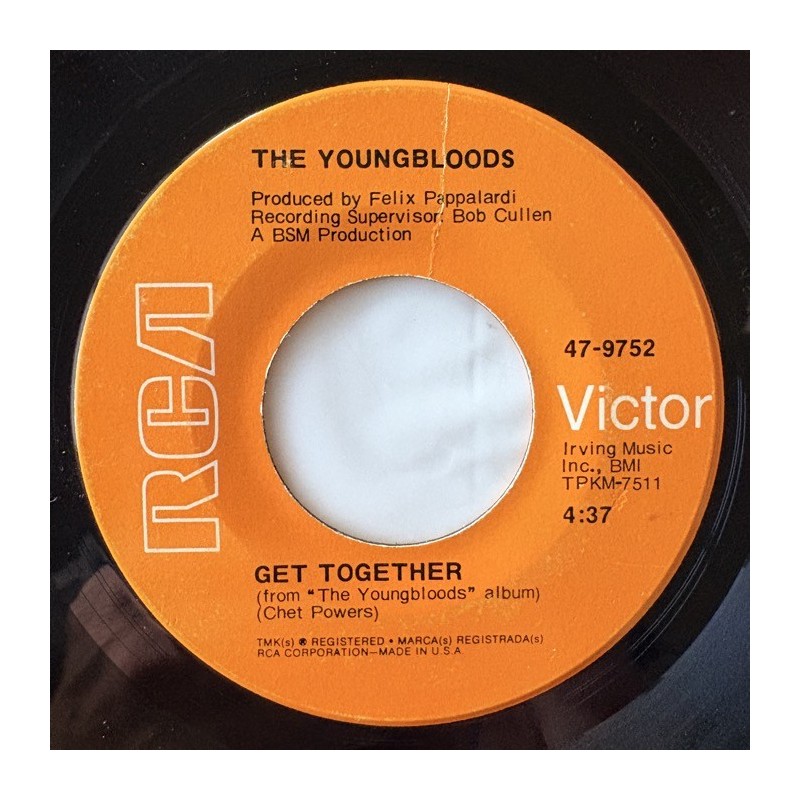 THE YOUNGBLOODS
Produced by Felix Pappalardi
Recording Supervisor: Bob Cullen
A BSM Production
RCA
47-9752
Victor
Irving Music
Inc., BMI
TPKM-7511
4:37
GET TOGETHER
(from "The Youngbloods" album)
(Chet Powers)
TMK(s) ® REGISTERED • MARCA(s) REGISTRADA(s)
RCA CORPORATION—MADE IN U.S.A.